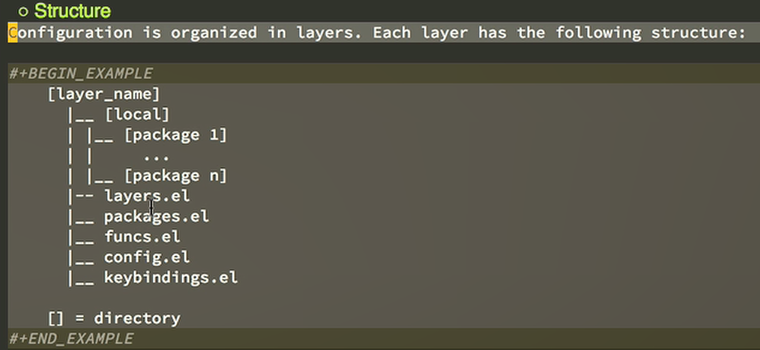 Structure
Configuration is organized in layers. Each layer has the following structure:
#+BEGIN_EXAMPLE
[layer_name]
|__ [local]
| |__ [package 1]
| |     ...
| |__ [package n]
|-- layers.el
|__ packages.el
|__ funcs.el
|__ config.el
|__ keybindings.el
[] = directory
#+END_EXAMPLE